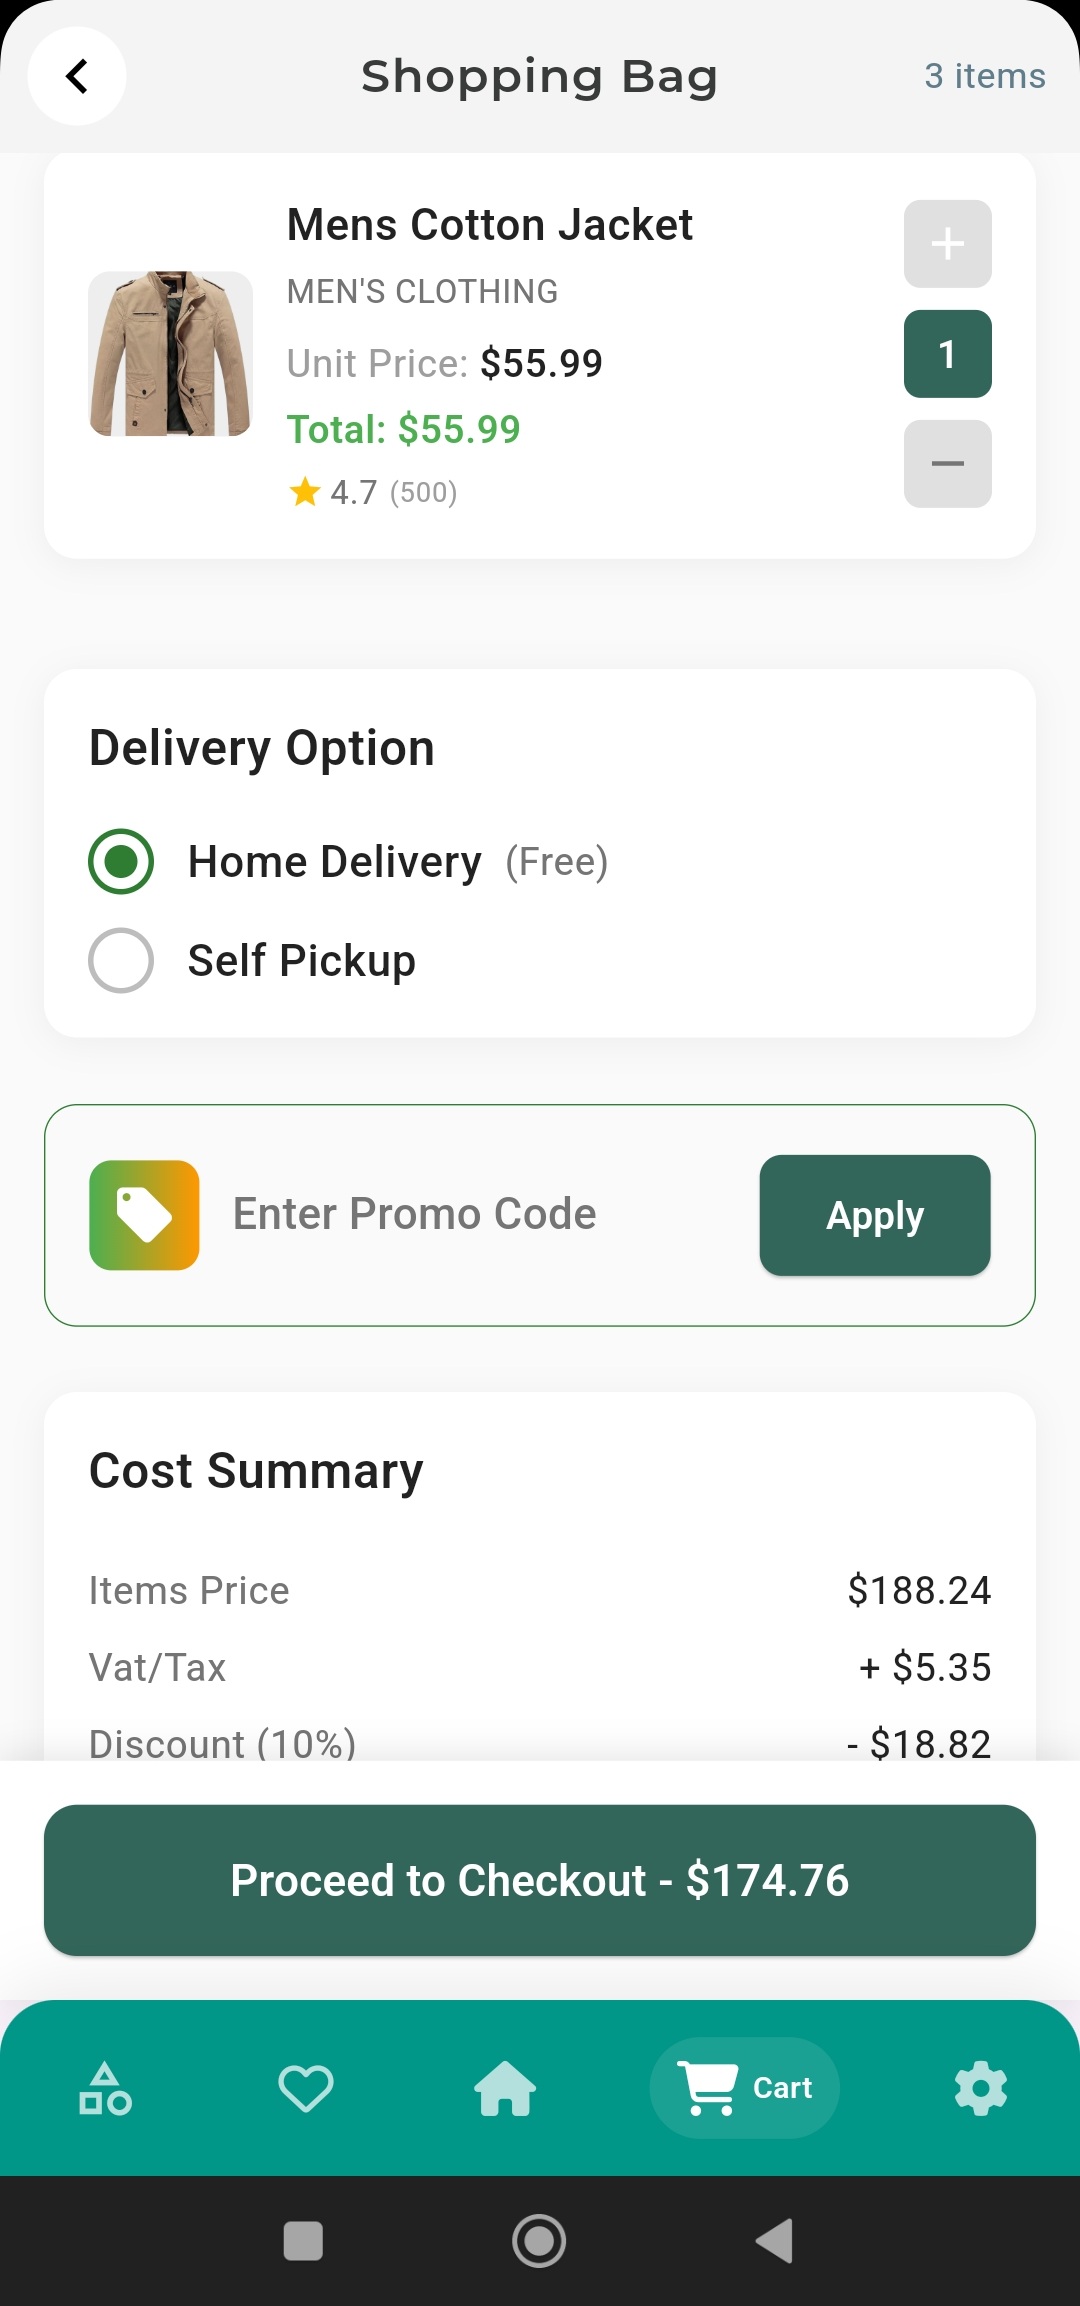 Shopping Bag
3 items
Mens Cotton Jacket
MEN'S CLOTHING
Unit Price: $55.99
Total: $55.99
4.7 (500)
+
1
−
Delivery Option
Home Delivery (Free)
Self Pickup
Enter Promo Code
Apply
Cost Summary
Items Price $188.24
Vat/Tax + $5.35
Discount (10%) - $18.82
Proceed to Checkout - $174.76
Cart